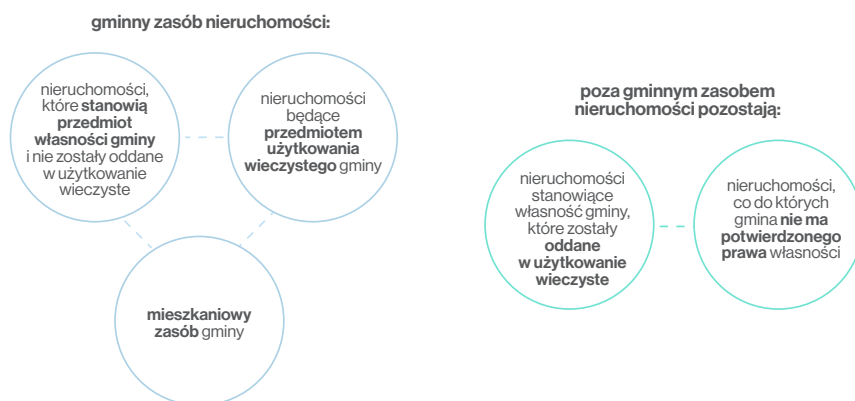 gminny zasób nieruchomości:
nieruchomości,
które stanowią
przedmiot
własności gminy
i nie zostały oddane
w użytkowanie
wieczyste
nieruchomości
będące
przedmiotem
użytkowania
wieczystego gminy
mieszkaniowy
zasób gminy
poza gminnym zasobem
nieruchomości pozostają:
nieruchomości
stanowiące
własność gminy,
które zostały
oddane
w użytkowanie
wieczyste
nieruchomości,
co do których
gmina nie ma
potwierdzonego
prawa własności